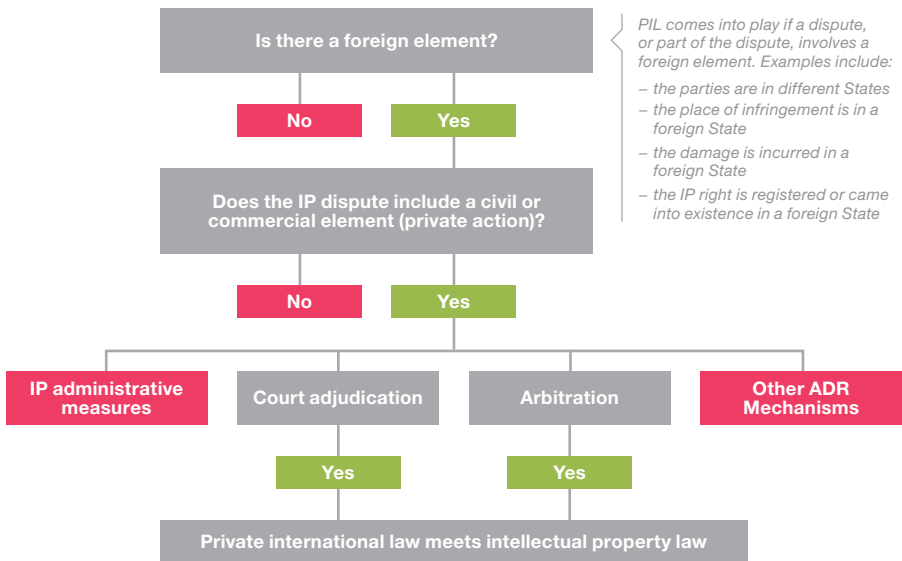 Is there a foreign element?
PIL comes into play if a dispute,
or part of the dispute, involves a
foreign element. Examples include:
– the parties are in different States
– the place of infringement is in a
foreign State
– the damage is incurred in a
foreign State
– the IP right is registered or came
into existence in a foreign State
No
Yes
Does the IP dispute include a civil or
commercial element (private action)?
No
Yes
IP administrative
measures
Court adjudication
Arbitration
Other ADR
Mechanisms
Yes
Yes
Private international law meets intellectual property law